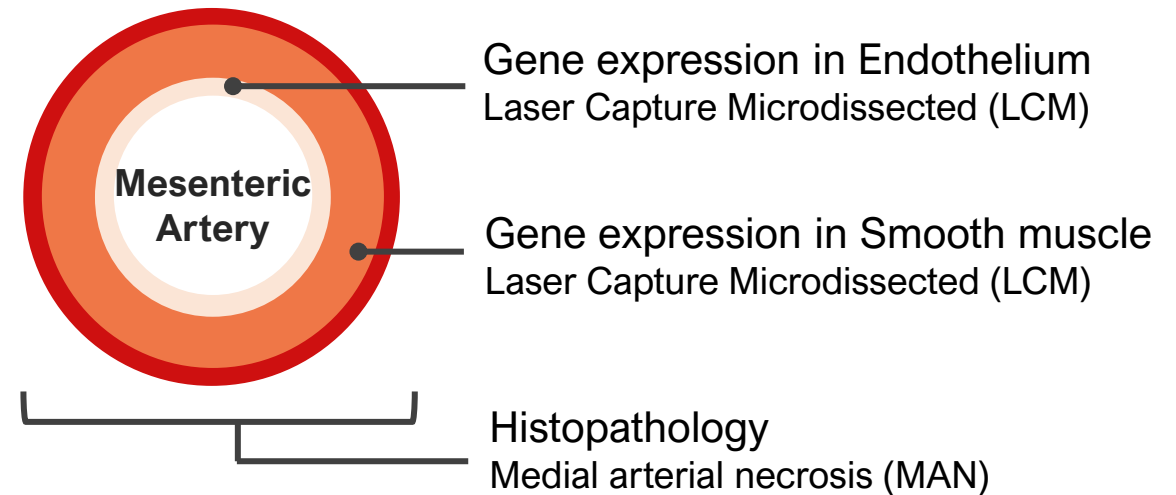 Gene expression in Endothelium
Laser Capture Microdissected (LCM)
Mesenteric
Artery
Gene expression in Smooth muscle
Laser Capture Microdissected (LCM)
Histopathology
Medial arterial necrosis (MAN)